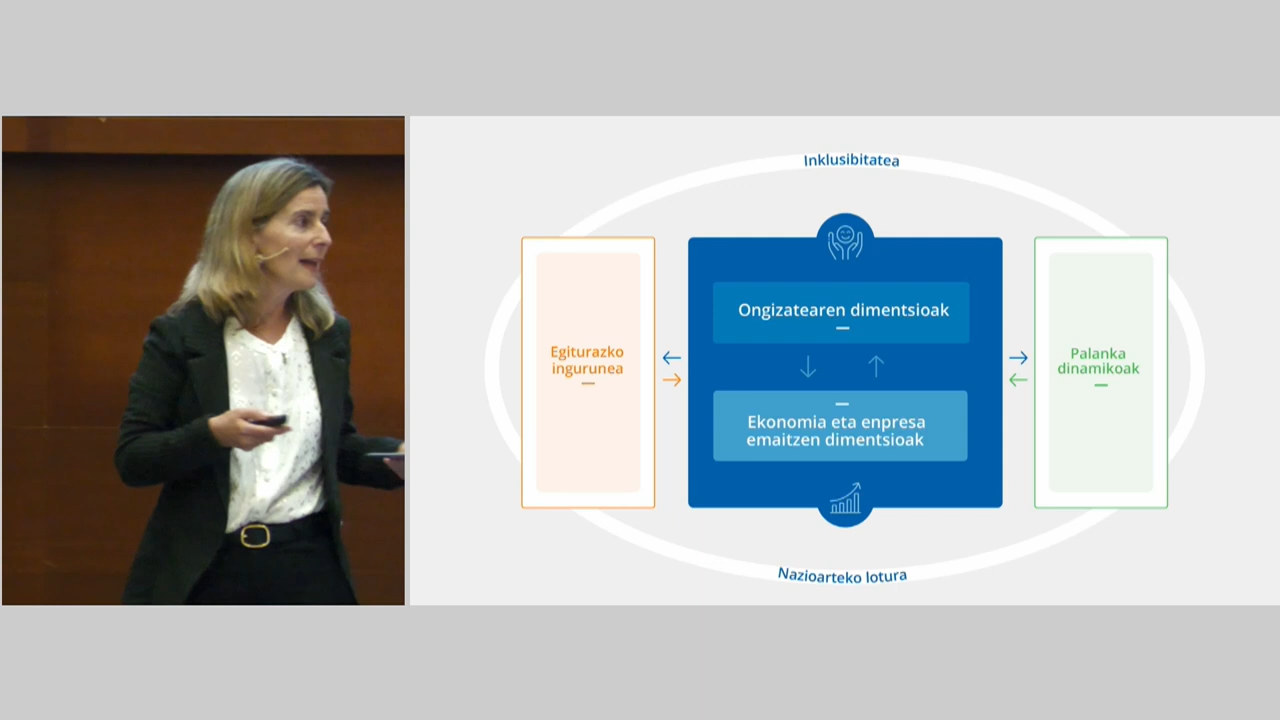 Inklusibitatea
Ongizatearen dimentsioak
Egiturazko
ingurunea
Palanka
dinamikoak
Ekonomia eta enpresa
emaitzen dimentsioak
Nazioarteko lotura